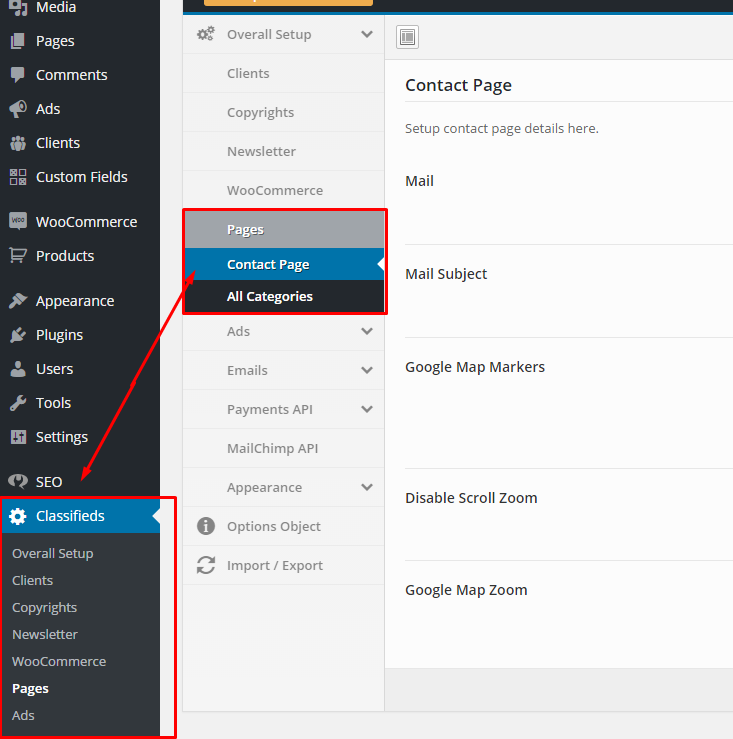 Media
Pages
Comments
Ads
Clients
Custom Fields
WooCommerce
Products
Appearance
Plugins
Users
Tools
Settings
SEO
Classifieds
Overall Setup
Clients
Copyrights
Newsletter
WooCommerce
Pages
Ads
Overall Setup
Clients
Copyrights
Newsletter
WooCommerce
Pages
Contact Page
All Categories
Ads
Emails
Payments API
MailChimp API
Appearance
Options Object
Import / Export
Contact Page
Setup contact page details here.
Mail
Mail Subject
Google Map Markers
Disable Scroll Zoom
Google Map Zoom